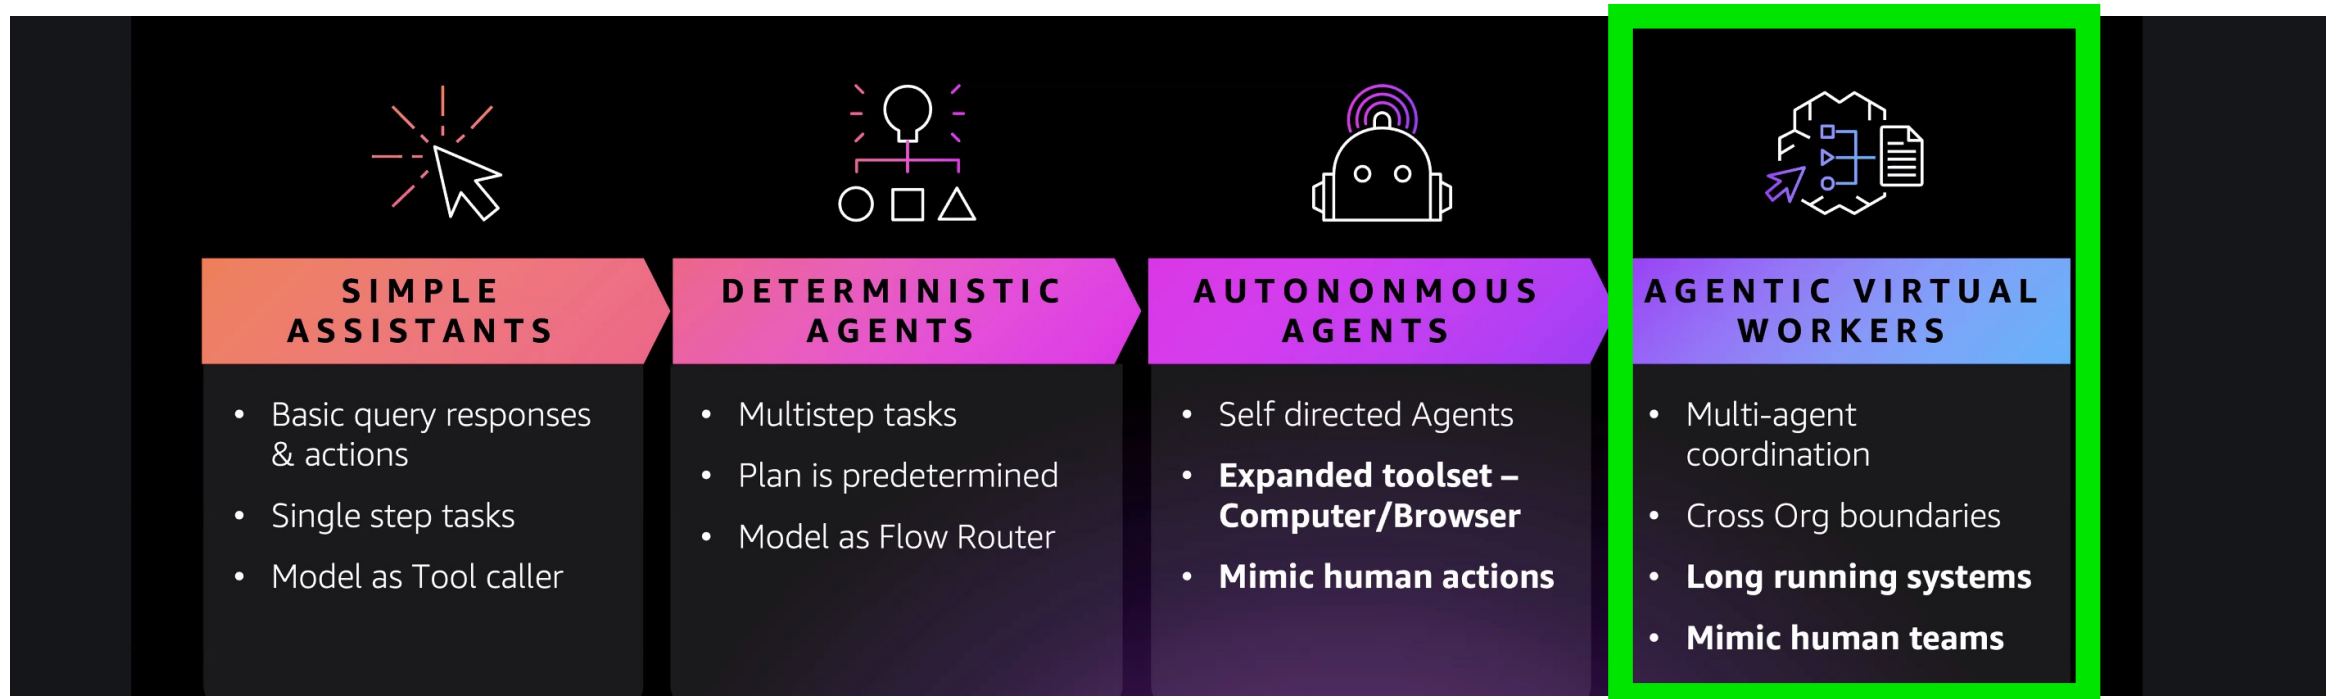 SIMPLE
ASSISTANTS
• Basic query responses
& actions
• Single step tasks
• Model as Tool caller
DETERMINISTIC
AGENTS
• Multistep tasks
• Plan is predetermined
• Model as Flow Router
AUTONONMOUS
AGENTS
• Self directed Agents
• Expanded toolset –
Computer/Browser
• Mimic human actions
AGENTIC VIRTUAL
WORKERS
• Multi-agent
coordination
• Cross Org boundaries
• Long running systems
• Mimic human teams